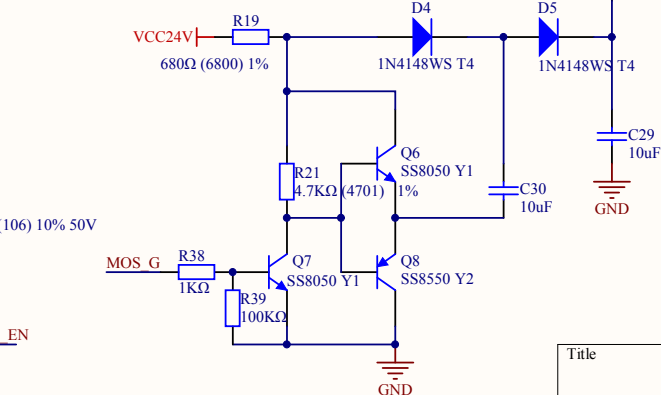 D4
D5
R19
VCC24V
680Ω (6800) 1%
1N4148WS T4
1N4148WS T4
C29
10uF
GND
Q6
SS8050 Y1
R21
4.7KΩ (4701) 1%
C30
10uF
(106) 10% 50V
MOS_G
R38
1KΩ
Q7
SS8050 Y1
Q8
SS8550 Y2
R39
100KΩ
_EN
GND
Title